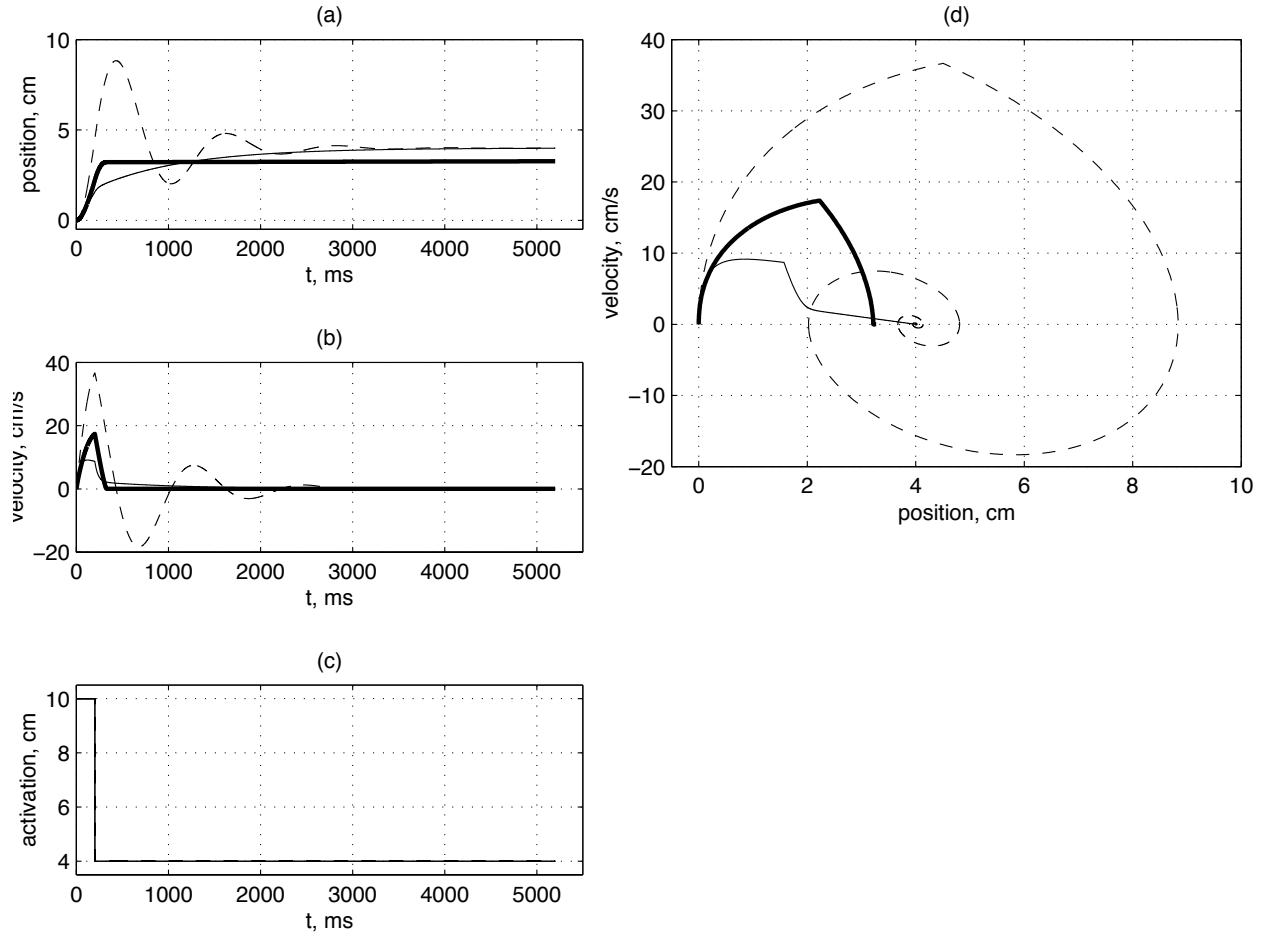 (a)
10
5
0
position, cm
0 1000 2000 3000 4000 5000
t, ms
(b)
40
20
0
−20
velocity, cm/s
0 1000 2000 3000 4000 5000
t, ms
(c)
10
8
6
4
activation, cm
0 1000 2000 3000 4000 5000
t, ms
(d)
40
30
20
10
0
−10
−20
velocity, cm/s
0 2 4 6 8 10
position, cm